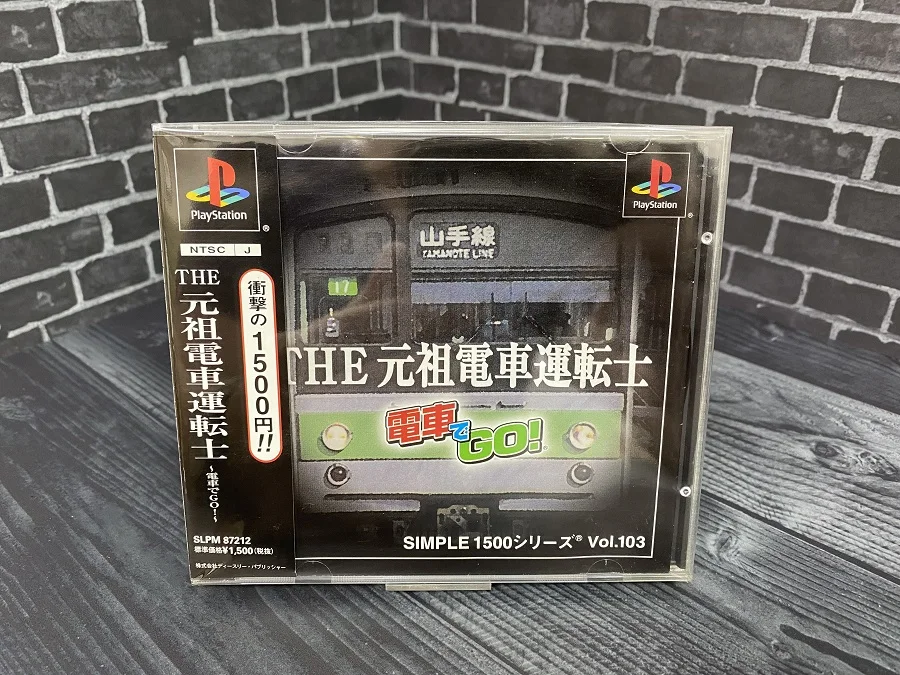 PlayStation®
NTSC J
THE 元祖電車運転士
~電車でGO!~
衝撃の1500円!!
SLPM 87212
標準価格¥1,500(税抜)
株式会社ディースリー・パブリッシャー
PlayStation®
山手線
YAMANOTE LINE
17
THE 元祖電車運転士
電車でGO!
SIMPLE 1500シリーズ® Vol.103